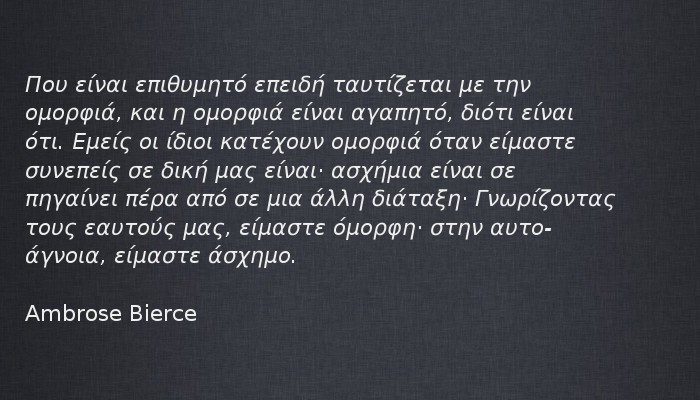 Που είναι επιθυμητό επειδή ταυτίζεται με την
ομορφιά, και η ομορφιά είναι αγαπητό, διότι είναι
ότι. Εμείς οι ίδιοι κατέχουν ομορφιά όταν είμαστε
συνεπείς σε δική μας είναι· ασχήμια είναι σε
πηγαίνει πέρα από σε μια άλλη διάταξη· Γνωρίζοντας
τους εαυτούς μας, είμαστε όμορφη· στην αυτο-
άγνοια, είμαστε άσχημο.
Ambrose Bierce